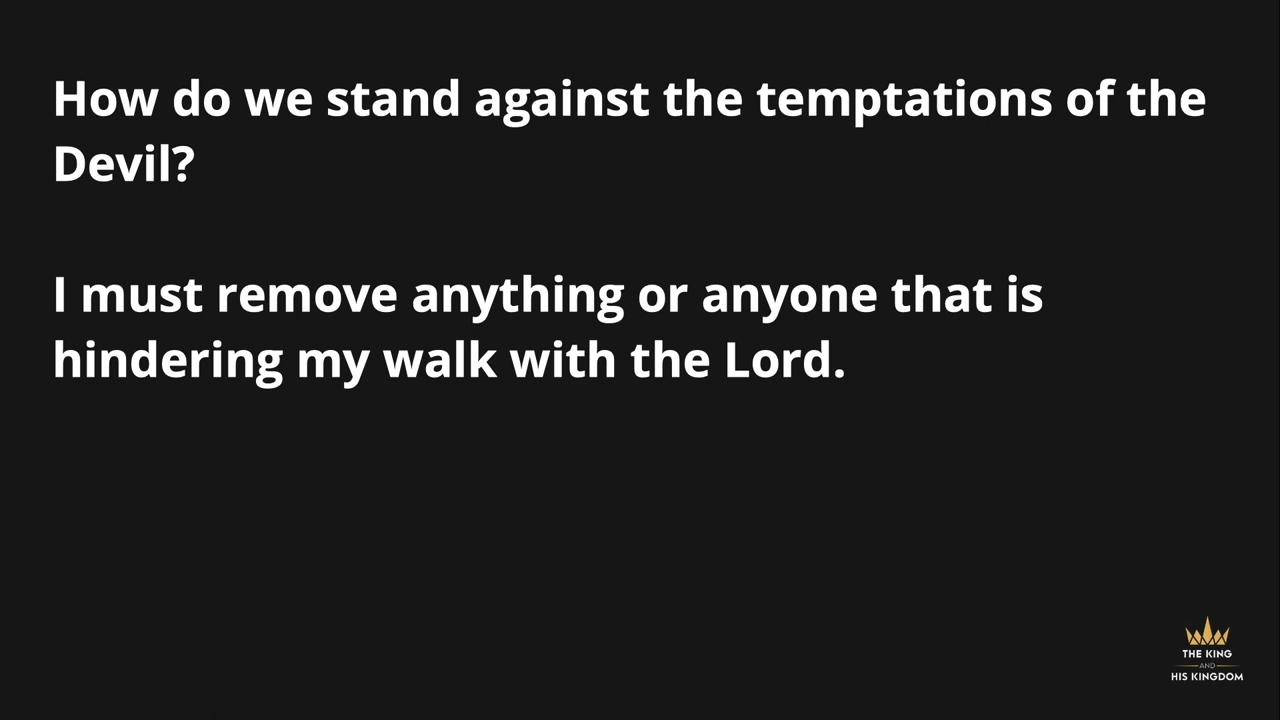 How do we stand against the temptations of the
Devil?
I must remove anything or anyone that is
hindering my walk with the Lord.
THE KING
AND
HIS KINGDOM